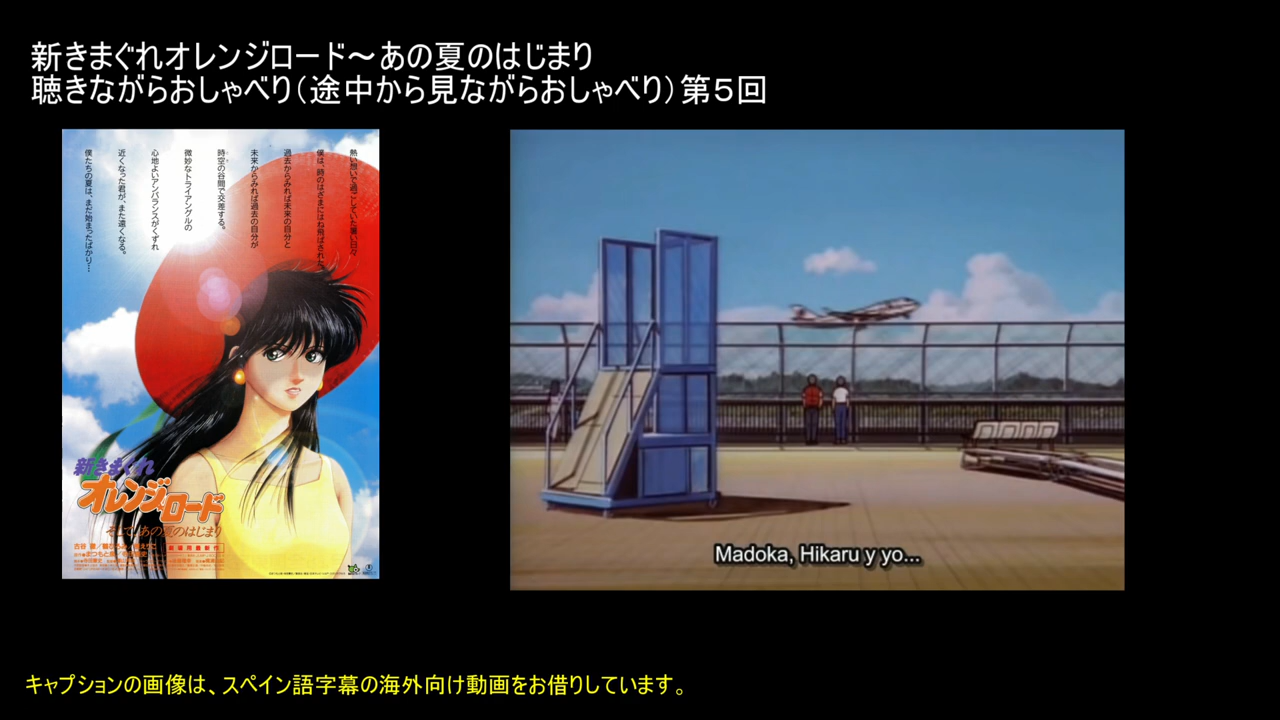 新きまぐれオレンジロード～あの夏のはじまり
聴きながらおしゃべり（途中から見ながらおしゃべり）第５回
熱い想いで過ごしていた暑い日々
僕は、時のはざまにはね飛ばされた
過去からみれば未来の自分と
未来からみれば過去の自分が
時空の谷間で交差する。
微妙なトライアングルの
心地よいアンバランスがくずれ
近くなった君が、また遠くなる。
僕たちの夏は、まだ始まったばかり…
新きまぐれ
オレンジロード
そして、あの夏のはじまり
Madoka, Hikaru y yo...
キャプションの画像は、スペイン語字幕の海外向け動画をお借りしています。